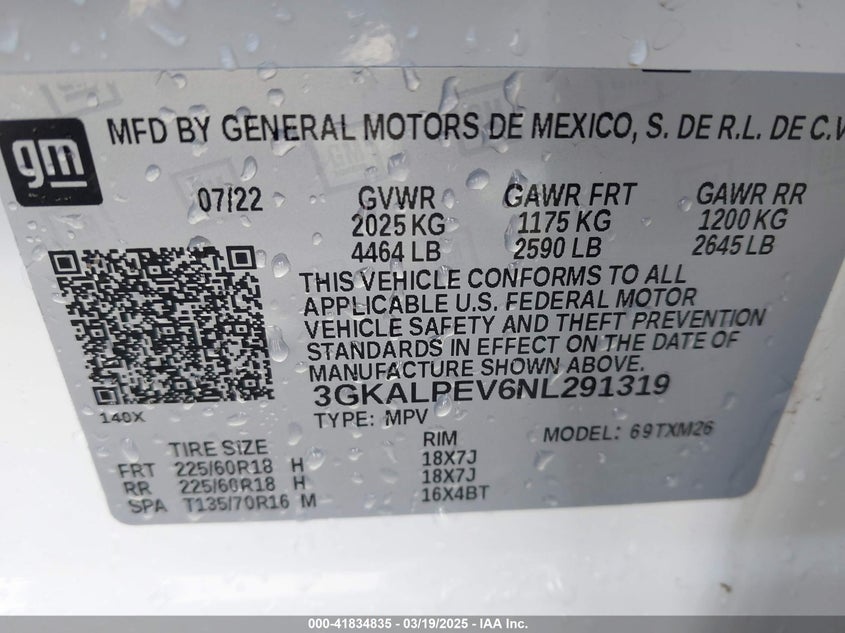 MFD BY GENERAL MOTORS DE MEXICO, S. DE R.L. DE C.V
gm
07/22 GVWR GAWR FRT GAWR RR
2025 KG 1175 KG 1200 KG
4464 LB 2590 LB 2645 LB
THIS VEHICLE CONFORMS TO ALL
APPLICABLE U.S. FEDERAL MOTOR
VEHICLE SAFETY AND THEFT PREVENTION
STANDARDS IN EFFECT ON THE DATE OF
MANUFACTURE SHOWN ABOVE.
3GKALPEV6NL291319
140X
TYPE: MPV
MODEL: 69TXM26
TIRE SIZE RIM
FRT 225/60R18 H 18X7J
RR 225/60R18 H 18X7J
SPA T135/70R16 M 16X4BT
000-41834835 - 03/19/2025 - IAA Inc.